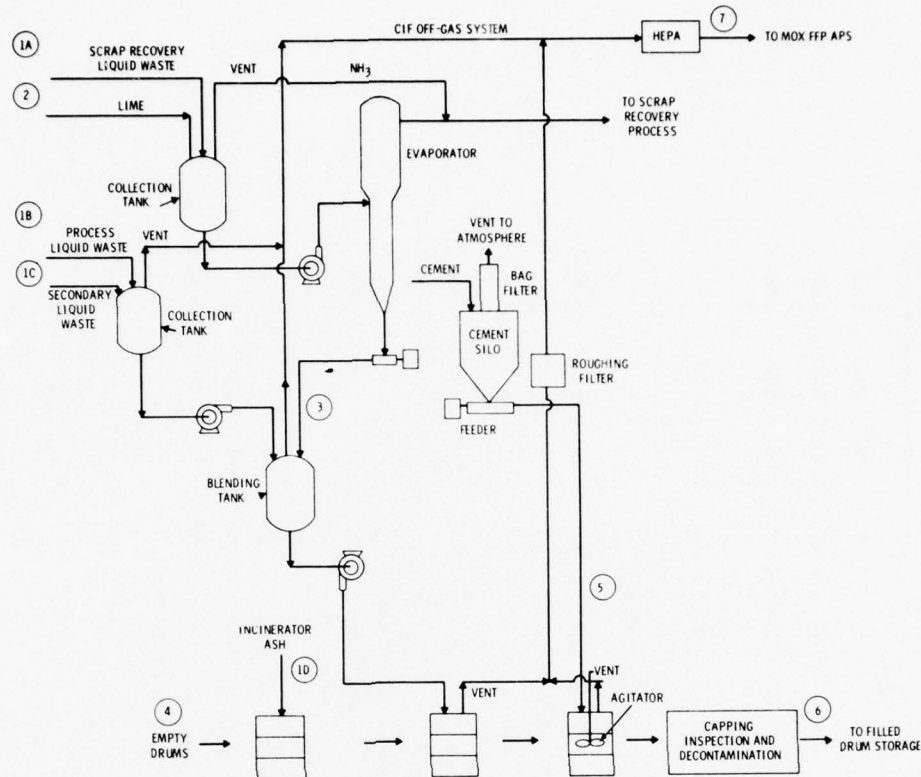 CIF OFF-GAS SYSTEM
HEPA
7
TO MOX FFP APS
1A
SCRAP RECOVERY
LIQUID WASTE
VENT
NH3
2
LIME
TO SCRAP
RECOVERY
PROCESS
EVAPORATOR
COLLECTION
TANK
1B
PROCESS
LIQUID WASTE
VENT
VENT TO
ATMOSPHERE
CEMENT
BAG
FILTER
1C
SECONDARY
LIQUID
WASTE
COLLECTION
TANK
CEMENT
SILO
ROUGHING
FILTER
3
FEEDER
BLENDING
TANK
5
INCINERATOR
ASH
1D
VENT
VENT
AGITATOR
4
EMPTY
DRUMS
CAPPING
INSPECTION AND
DECONTAMINATION
6
TO FILLED
DRUM STORAGE